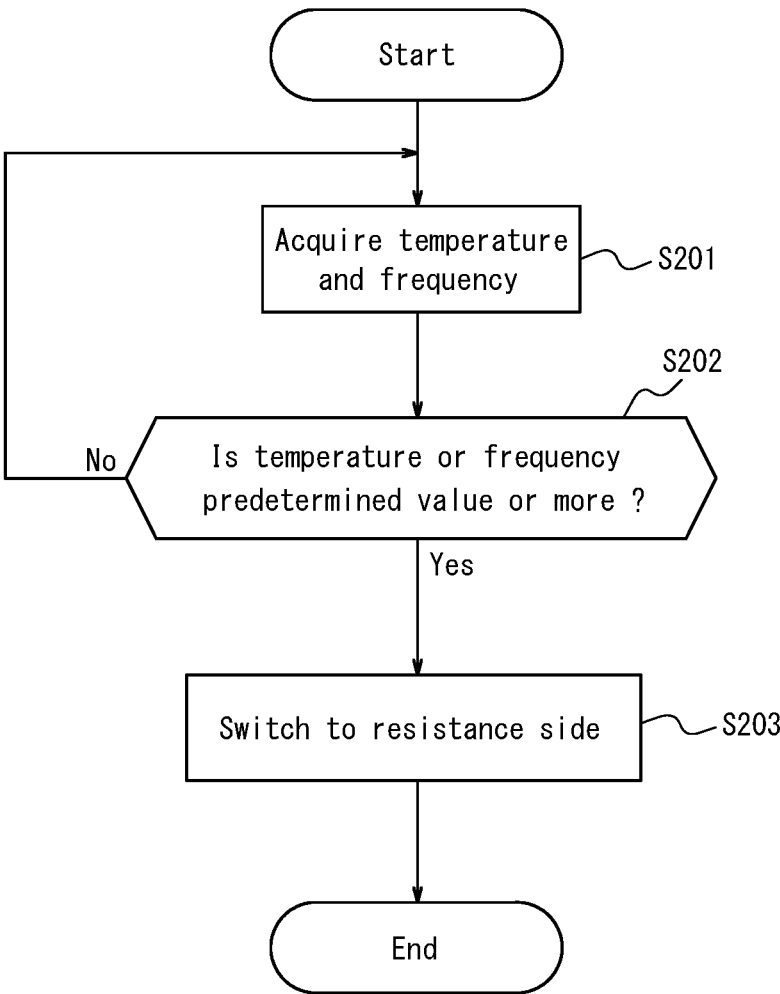 Start
Acquire temperature
and frequency
S201
S202
Is temperature or frequency
predetermined value or more ?
No
Yes
Switch to resistance side
S203
End